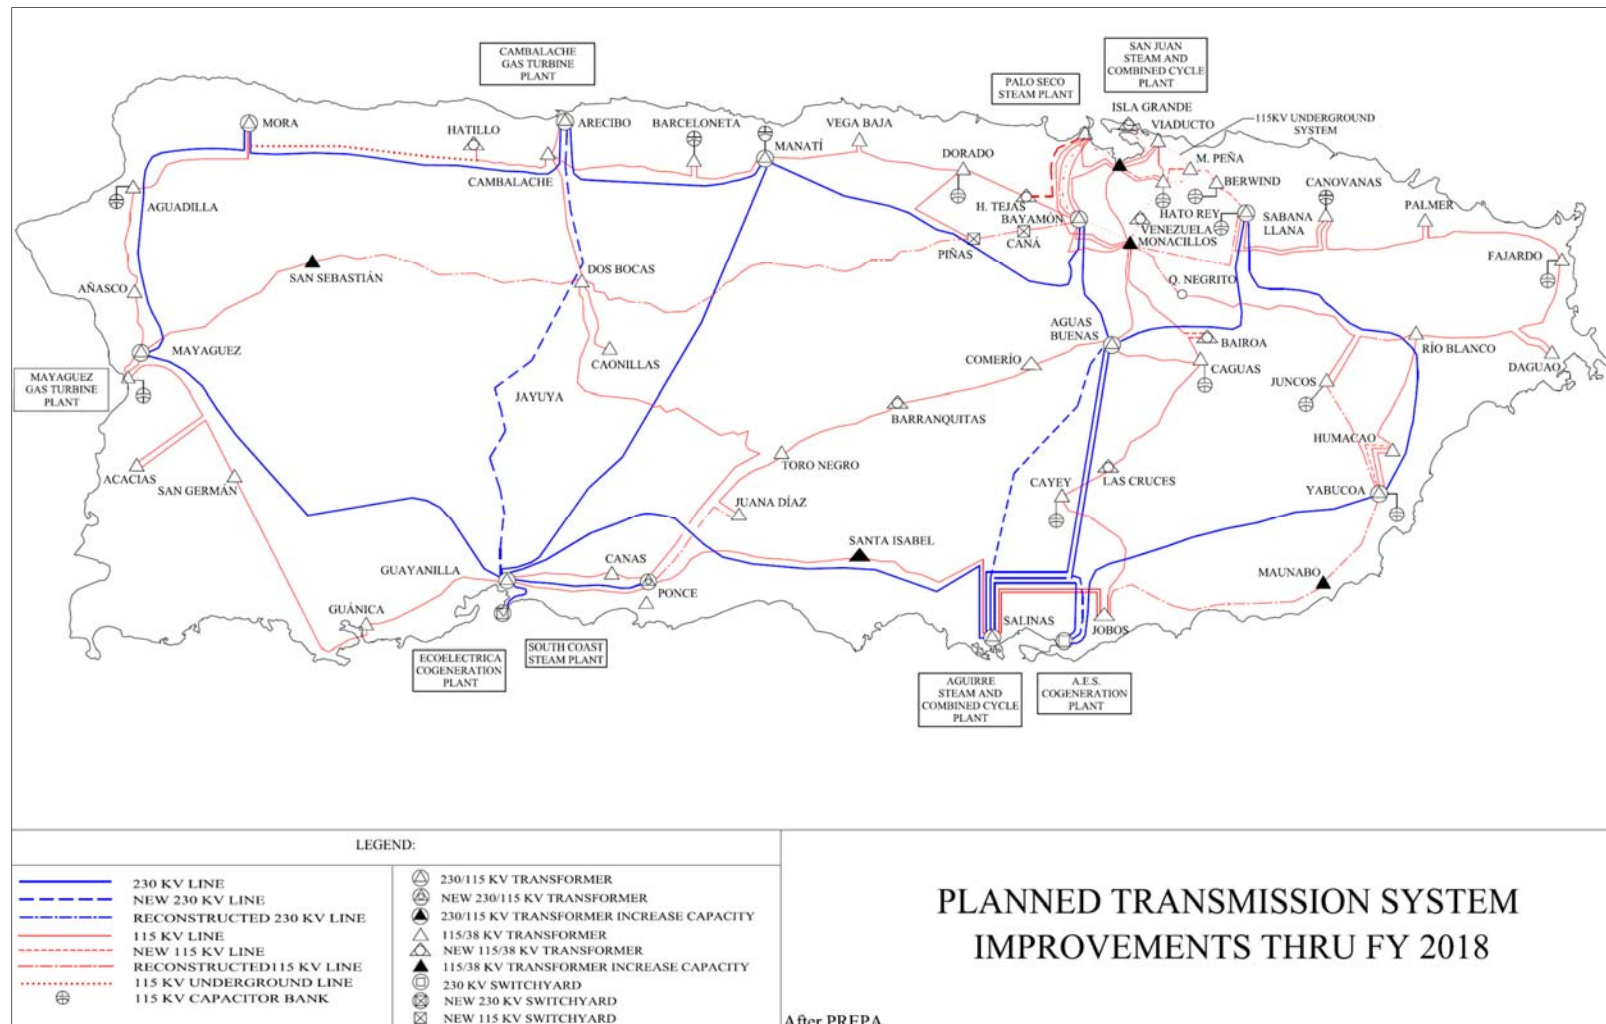 CAMBALACHE
GAS TURBINE
PLANT
SAN JUAN
STEAM AND
COMBINED CYCLE
PLANT
PALO SECO
STEAM PLANT
ISLA GRANDE
VIADUCTO
115KV UNDERGROUND
SYSTEM
MORA
HATILLO
ARECIBO
BARCELONETA
MANATÍ
VEGA BAJA
DORADO
M. PEÑA
BERWIND
CANOVANAS
CAMBALACHE
AGUADILLA
H. TEJAS
BAYAMÓN
HATO REY
SABANA
LLANA
PALMER
VENEZUELA
MONACILLOS
CANÁ
PIÑAS
FAJARDO
SAN SEBASTIÁN
DOS BOCAS
Q. NEGRITO
AÑASCO
MAYAGUEZ
AGUAS
BUENAS
BAIROA
RÍO BLANCO
CAONILLAS
COMERÍO
CAGUAS
DAGUAO
MAYAGUEZ
GAS TURBINE
PLANT
JUNCOS
JAYUYA
BARRANQUITAS
HUMACAO
TORO NEGRO
ACACIAS
SAN GERMÁN
CAYEY
LAS CRUCES
YABUCOA
JUANA DÍAZ
SANTA ISABEL
GUAYANILLA
CANAS
PONCE
MAUNABO
GUÁNICA
SALINAS
JOBOS
ECOELECTRICA
COGENERATION
PLANT
SOUTH COAST
STEAM PLANT
AGUIRRE
STEAM AND
COMBINED CYCLE
PLANT
A.E.S.
COGENERATION
PLANT
LEGEND:
230 KV LINE
NEW 230 KV LINE
RECONSTRUCTED 230 KV LINE
115 KV LINE
NEW 115 KV LINE
RECONSTRUCTED115 KV LINE
115 KV UNDERGROUND LINE
115 KV CAPACITOR BANK
230/115 KV TRANSFORMER
NEW 230/115 KV TRANSFORMER
230/115 KV TRANSFORMER INCREASE CAPACITY
115/38 KV TRANSFORMER
NEW 115/38 KV TRANSFORMER
115/38 KV TRANSFORMER INCREASE CAPACITY
230 KV SWITCHYARD
NEW 230 KV SWITCHYARD
NEW 115 KV SWITCHYARD
PLANNED TRANSMISSION SYSTEM
IMPROVEMENTS THRU FY 2018
After PREPA